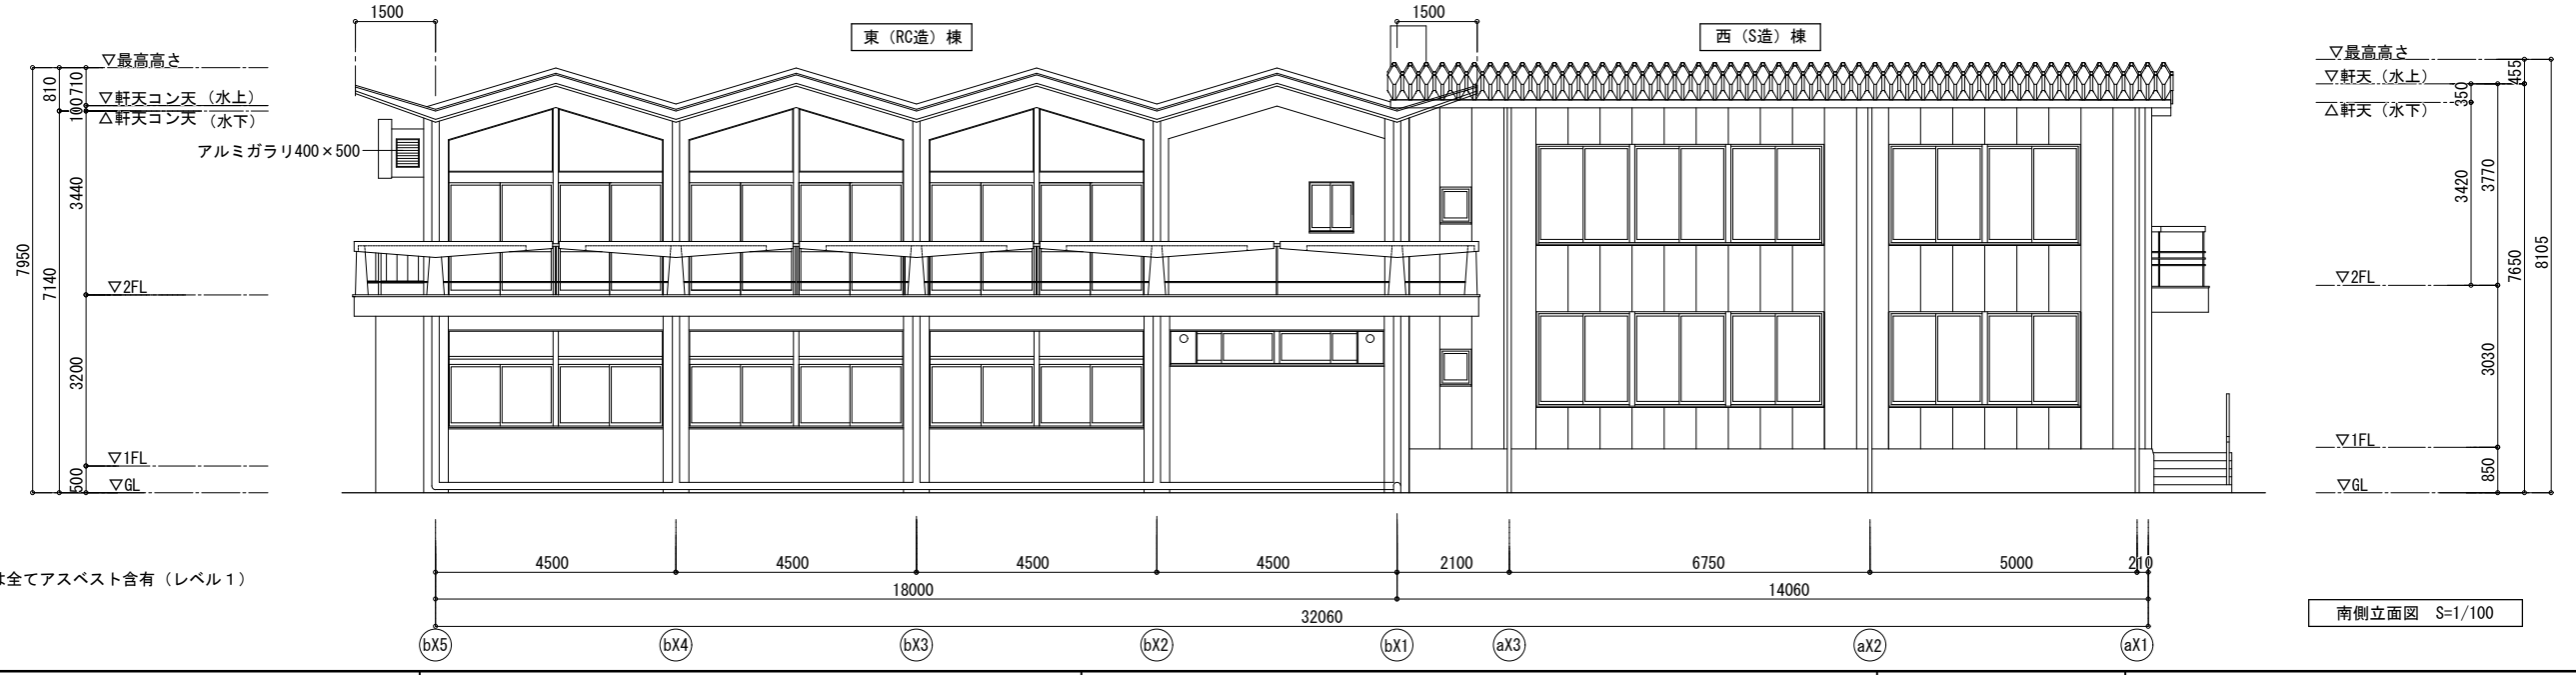 1500
東（RC造）棟
1500
西（S造）棟
▽最高高さ
▽軒天コン天（水上）
△軒天コン天（水下）
アルミガラリ400×500
▽2FL
▽1FL
▽GL
7950
810
7140
710
100
3440
3200
500
▽最高高さ
▽軒天（水上）
△軒天（水下）
▽2FL
▽1FL
▽GL
350
3420
3770
3030
850
455
7650
8105
4500
4500
4500
4500
2100
6750
5000
210
は全てアスベスト含有（レベル１）
18000
14060
32060
南側立面図　S=1/100
bX5
bX4
bX3
bX2
bX1
aX3
aX2
aX1